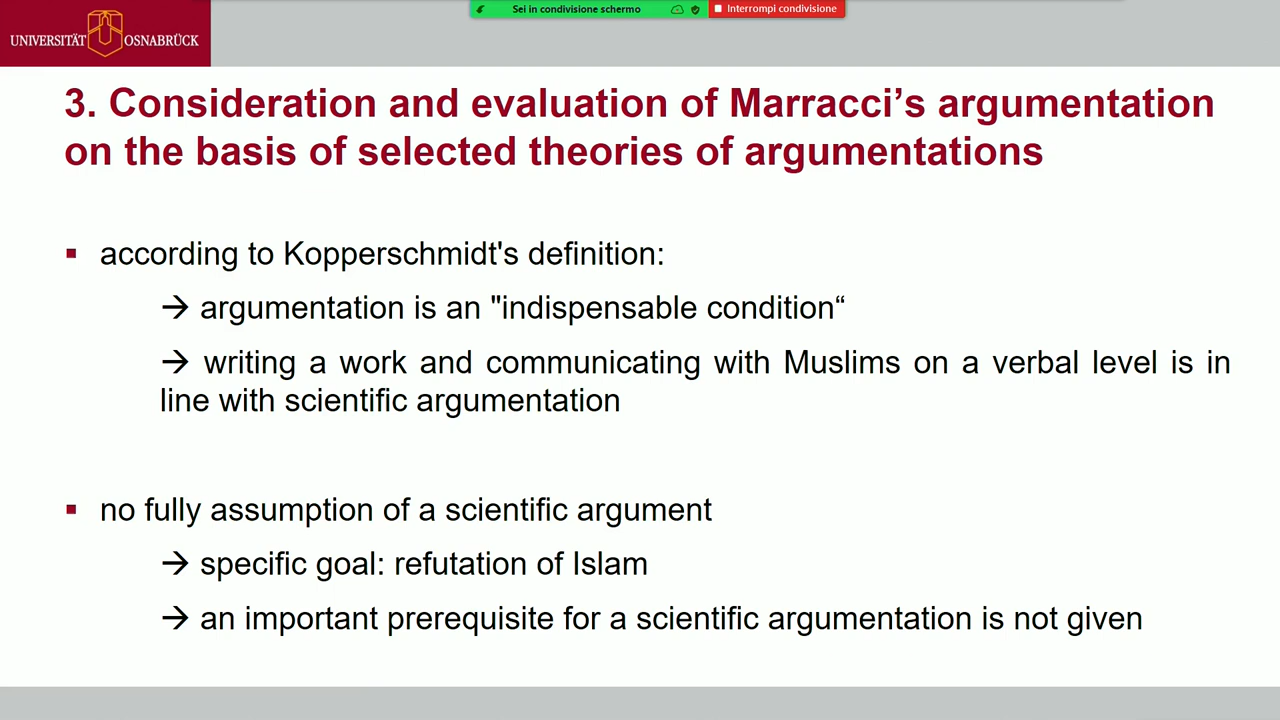 Sei in condivisione schermo
Interrompi condivisione
UNIVERSITÄT OSNABRÜCK
3. Consideration and evaluation of Marracci’s argumentation
on the basis of selected theories of argumentations
▪ according to Kopperschmidt's definition:
→ argumentation is an "indispensable condition“
→ writing a work and communicating with Muslims on a verbal level is in
line with scientific argumentation
▪ no fully assumption of a scientific argument
→ specific goal: refutation of Islam
→ an important prerequisite for a scientific argumentation is not given